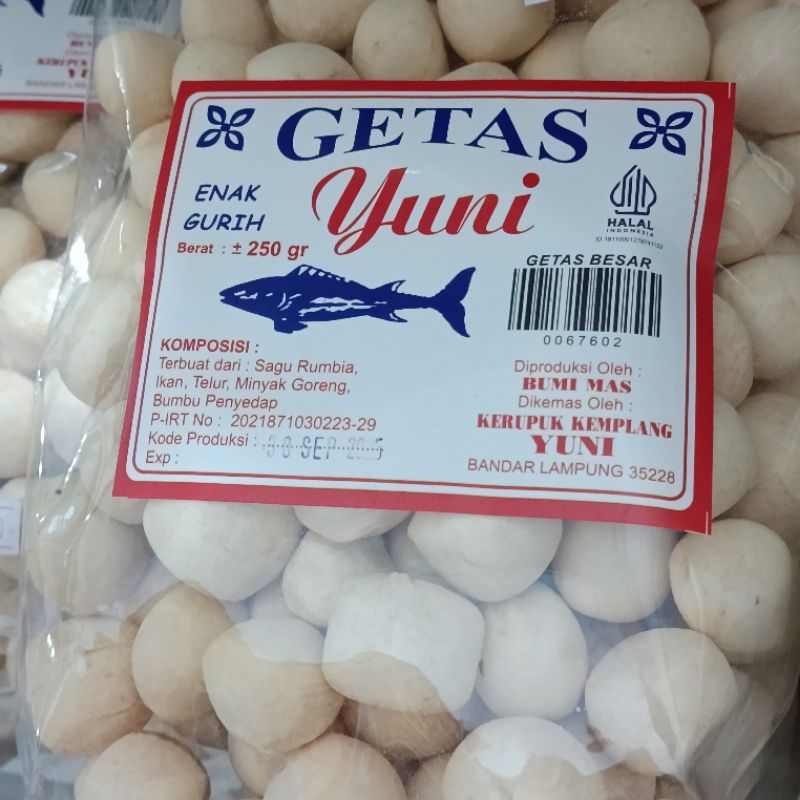 GETAS
Yuni
ENAK
GURIH
Berat : ± 250 gr
HALAL
INDONESIA
GETAS BESAR
0067602
KOMPOSISI :
Terbuat dari : Sagu Rumbia,
Ikan, Telur, Minyak Goreng,
Bumbu Penyedap
P-IRT No : 2021871030223-29
Kode Produksi :
SEP
Exp :
Diproduksi Oleh :
BUMI MAS
Dikemas Oleh :
KERUPUK KEMPLANG
YUNI
BANDAR LAMPUNG 35228